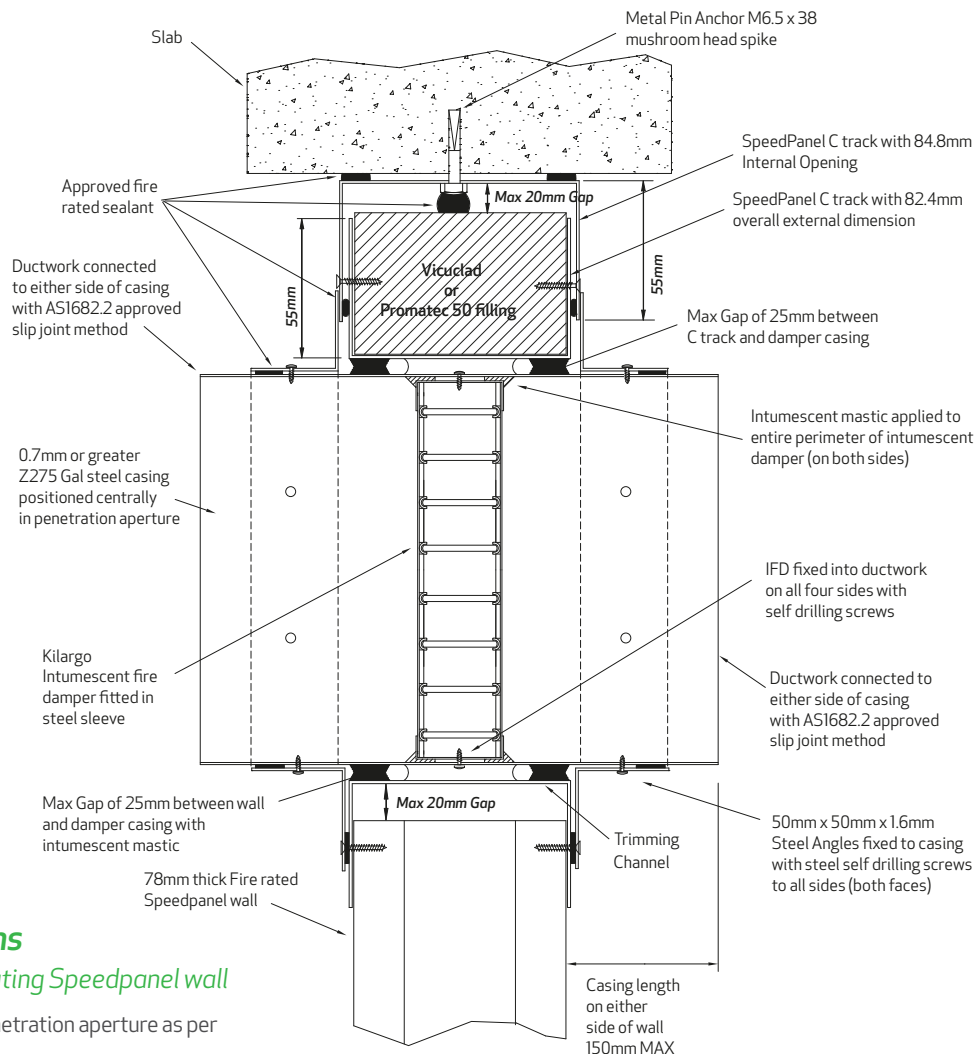 Metal Pin Anchor M6.5 x 38
mushroom head spike
Slab
SpeedPanel C track with 84.8mm
Internal Opening
Approved fire
rated sealant
Max 20mm Gap
SpeedPanel C track with 82.4mm
overall external dimension
Ductwork connected
to either side of casing
with AS1682.2 approved
slip joint method
55mm
Vicuclad
or
Promatec 50 filling
55mm
Max Gap of 25mm between
C track and damper casing
Intumescent mastic applied to
entire perimeter of intumescent
damper (on both sides)
0.7mm or greater
Z275 Gal steel casing
positioned centrally
in penetration aperture
IFD fixed into ductwork
on all four sides with
self drilling screws
Kilargo
Intumescent fire
damper fitted in
steel sleeve
Ductwork connected to
either side of casing
with AS1682.2 approved
slip joint method
Max Gap of 25mm between wall
and damper casing with
intumescent mastic
Max 20mm Gap
Trimming
Channel
50mm x 50mm x 1.6mm
Steel Angles fixed to casing
with steel self drilling screws
to all sides (both faces)
78mm thick Fire rated
Speedpanel wall
ns
ating Speedpanel wall
netration aperture as per
Casing length
on either
side of wall
150mm MAX